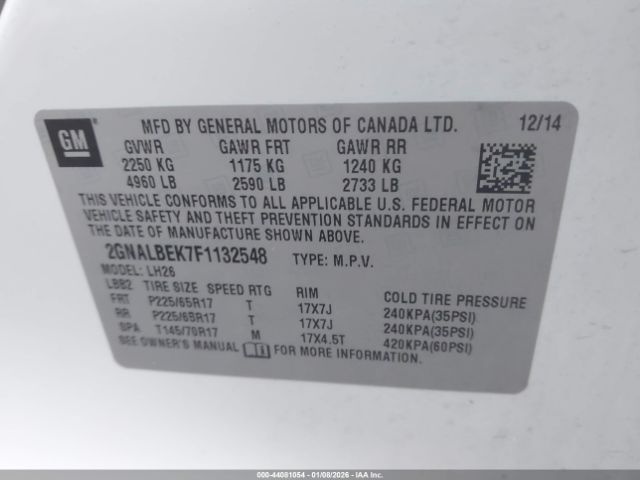 GM
MFD BY GENERAL MOTORS OF CANADA LTD. 12/14
GVWR GAWR FRT GAWR RR
2250 KG 1175 KG 1240 KG
4960 LB 2590 LB 2733 LB
THIS VEHICLE CONFORMS TO ALL APPLICABLE U.S. FEDERAL MOTOR
VEHICLE SAFETY AND THEFT PREVENTION STANDARDS IN EFFECT ON
THE DATE OF MANUFACTURE SHOWN ABOVE.
2GNALBEK7F1132548 TYPE: M.P.V.
MODEL: LH26
LBB2 TIRE SIZE SPEED RTG RIM COLD TIRE PRESSURE
FRT P225/65R17 T 17X7J 240KPA(35PSI)
RR P225/65R17 T 17X7J 240KPA(35PSI)
SPA T145/70R17 M 17X4.5T 420KPA(60PSI)
SEE OWNER'S MANUAL FOR MORE INFORMATION.
000-44081054 - 01/08/2026 - IAAI.COM